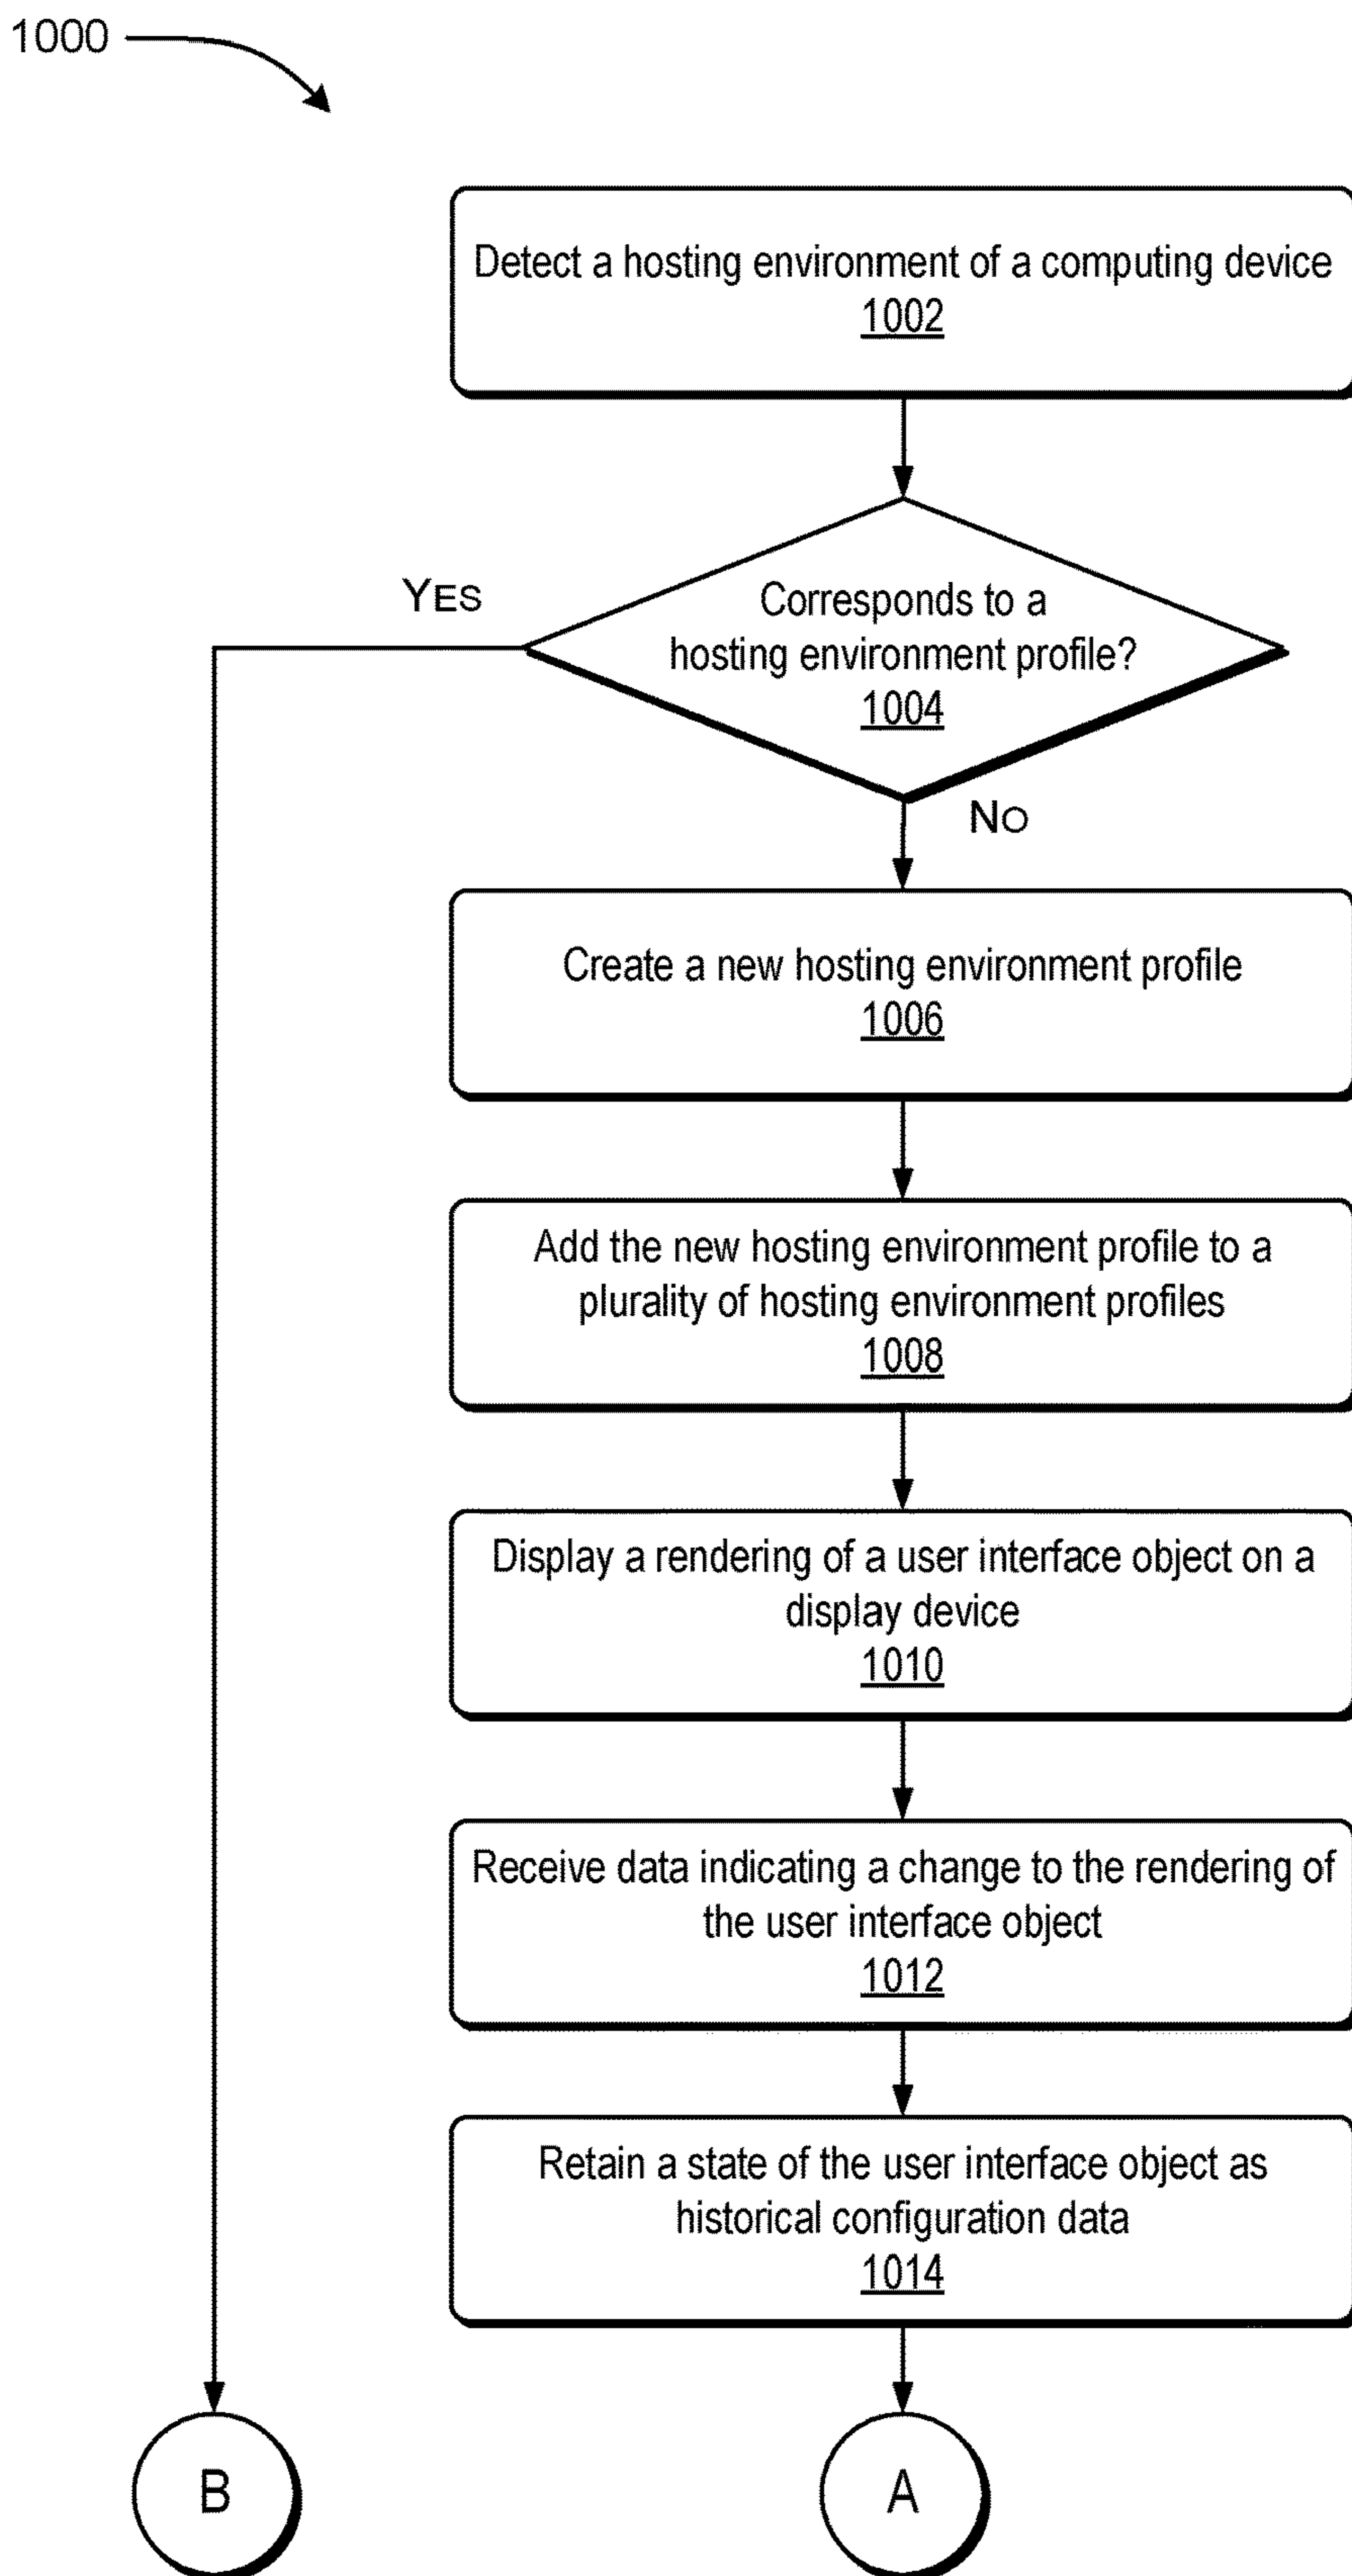 1000
Detect a hosting environment of a computing device
1002
YES
Corresponds to a
hosting environment profile?
1004
NO
Create a new hosting environment profile
1006
Add the new hosting environment profile to a
plurality of hosting environment profiles
1008
Display a rendering of a user interface object on a
display device
1010
Receive data indicating a change to the rendering of
the user interface object
1012
Retain a state of the user interface object as
historical configuration data
1014
B
A